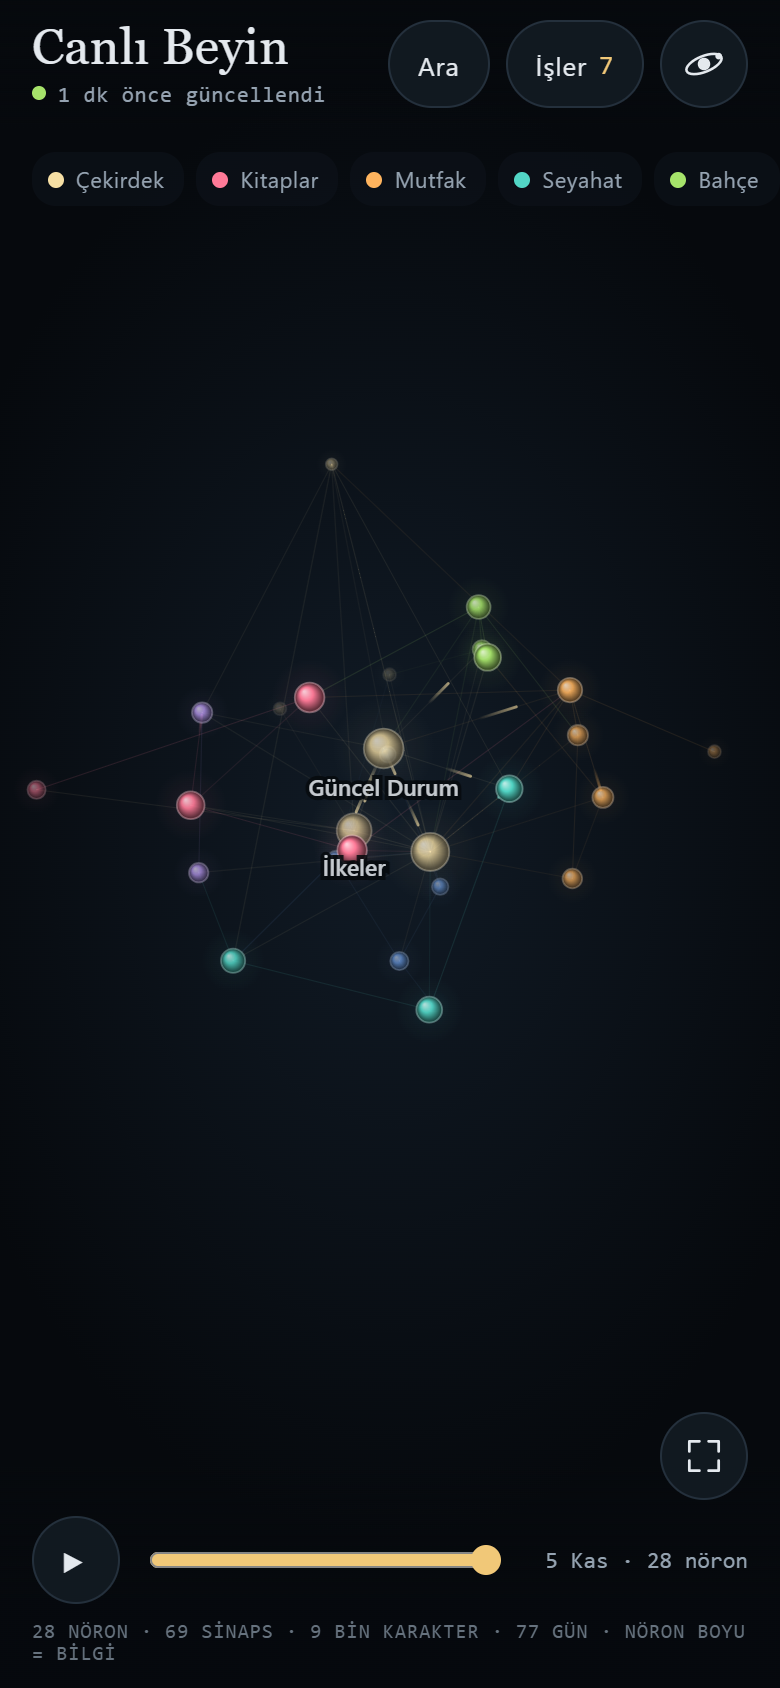 Canlı Beyin
1 dk önce güncellendi
Ara
İşler 7
Çekirdek
Kitaplar
Mutfak
Seyahat
Bahçe
Güncel Durum
İlkeler
5 Kas · 28 nöron
28 NÖRON · 69 SİNAPS · 9 BİN KARAKTER · 77 GÜN · NÖRON BOYU
= BİLGİ